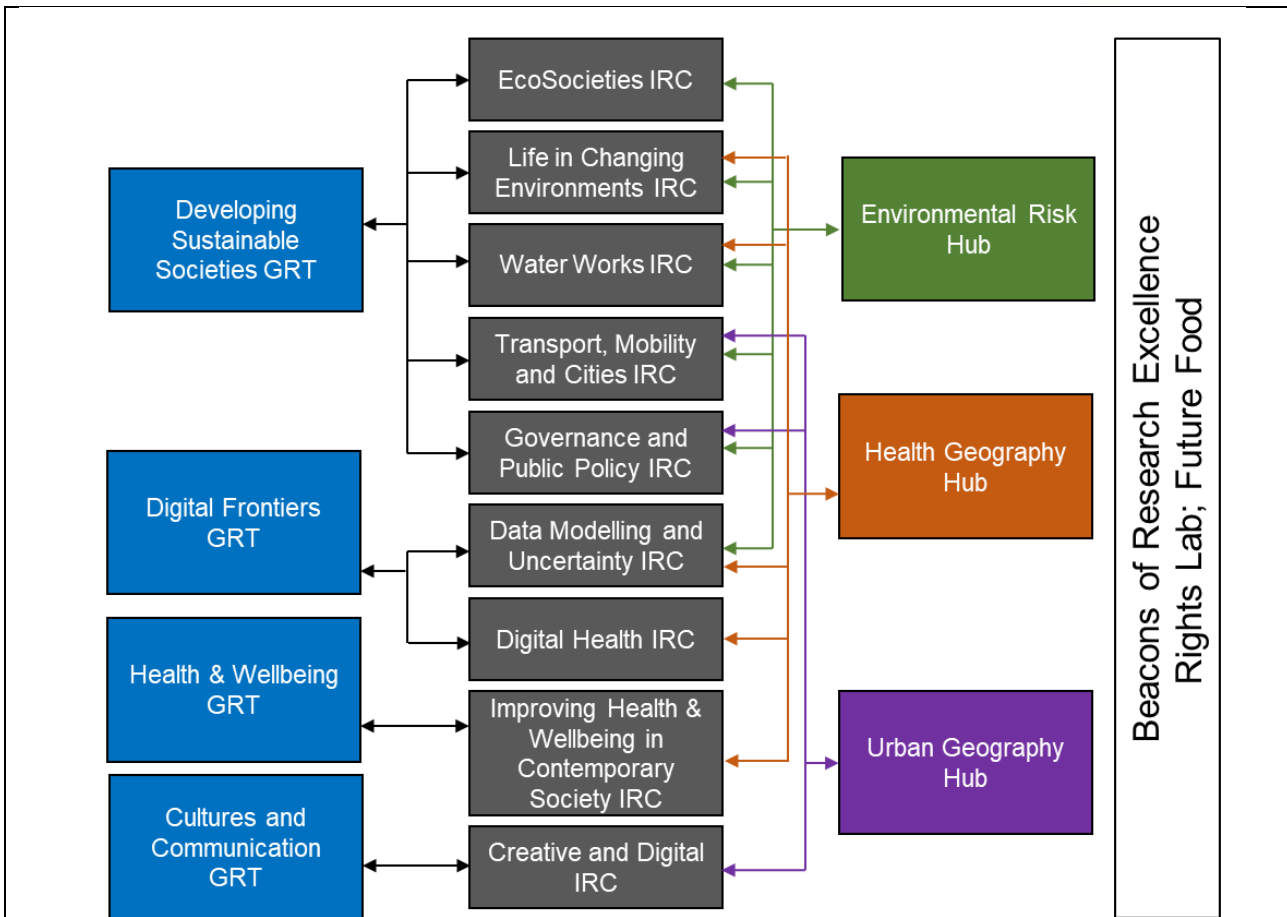 Developing
Sustainable
Societies GRT
Digital Frontiers
GRT
Health & Wellbeing
GRT
Cultures and
Communication
GRT
EcoSocieties IRC
Life in Changing
Environments IRC
Water Works IRC
Transport, Mobility
and Cities IRC
Governance and
Public Policy IRC
Data Modelling and
Uncertainty IRC
Digital Health IRC
Improving Health &
Wellbeing in
Contemporary
Society IRC
Creative and Digital
IRC
Environmental Risk
Hub
Health Geography
Hub
Urban Geography
Hub
Beacons of Research Excellence
Rights Lab; Future Food